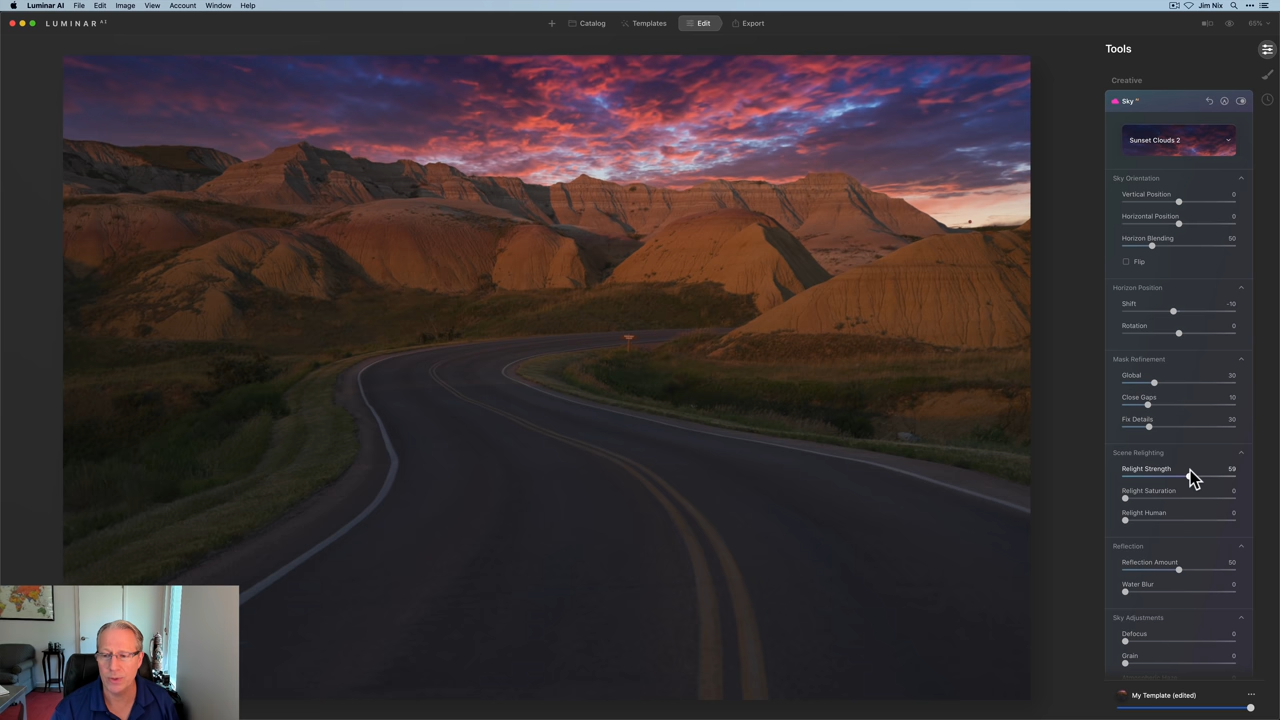 Luminar AI File Edit Image View Account Window Help Jim Nix
LUMINAR AI Catalog Templates Edit Export 65%
Tools
Creative
Sky AI
Sunset Clouds 2
Sky Orientation
Vertical Position 0
Horizontal Position 0
Horizon Blending 50
Flip
Horizon Position
Shift -10
Rotation 0
Mask Refinement
Global 30
Close Gaps 10
Fix Details 30
Scene Relighting
Relight Strength 59
Relight Saturation 0
Relight Human 0
Reflection
Reflection Amount 50
Water Blur 0
Sky Adjustments
Defocus 0
Grain 0
My Template (edited)